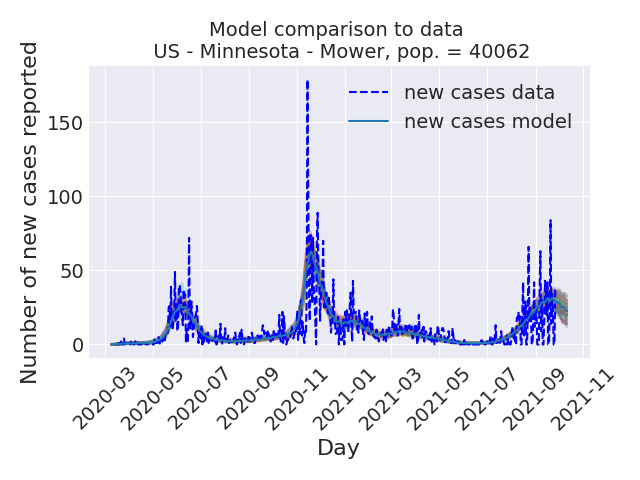 Model comparison to data
US - Minnesota - Mower, pop. = 40062
Number of new cases reported
150
100
50
0
new cases data
new cases model
2020-03
2020-05
2020-07
2020-09
2020-11
2021-01
2021-03
2021-05
2021-07
2021-09
2021-11
Day